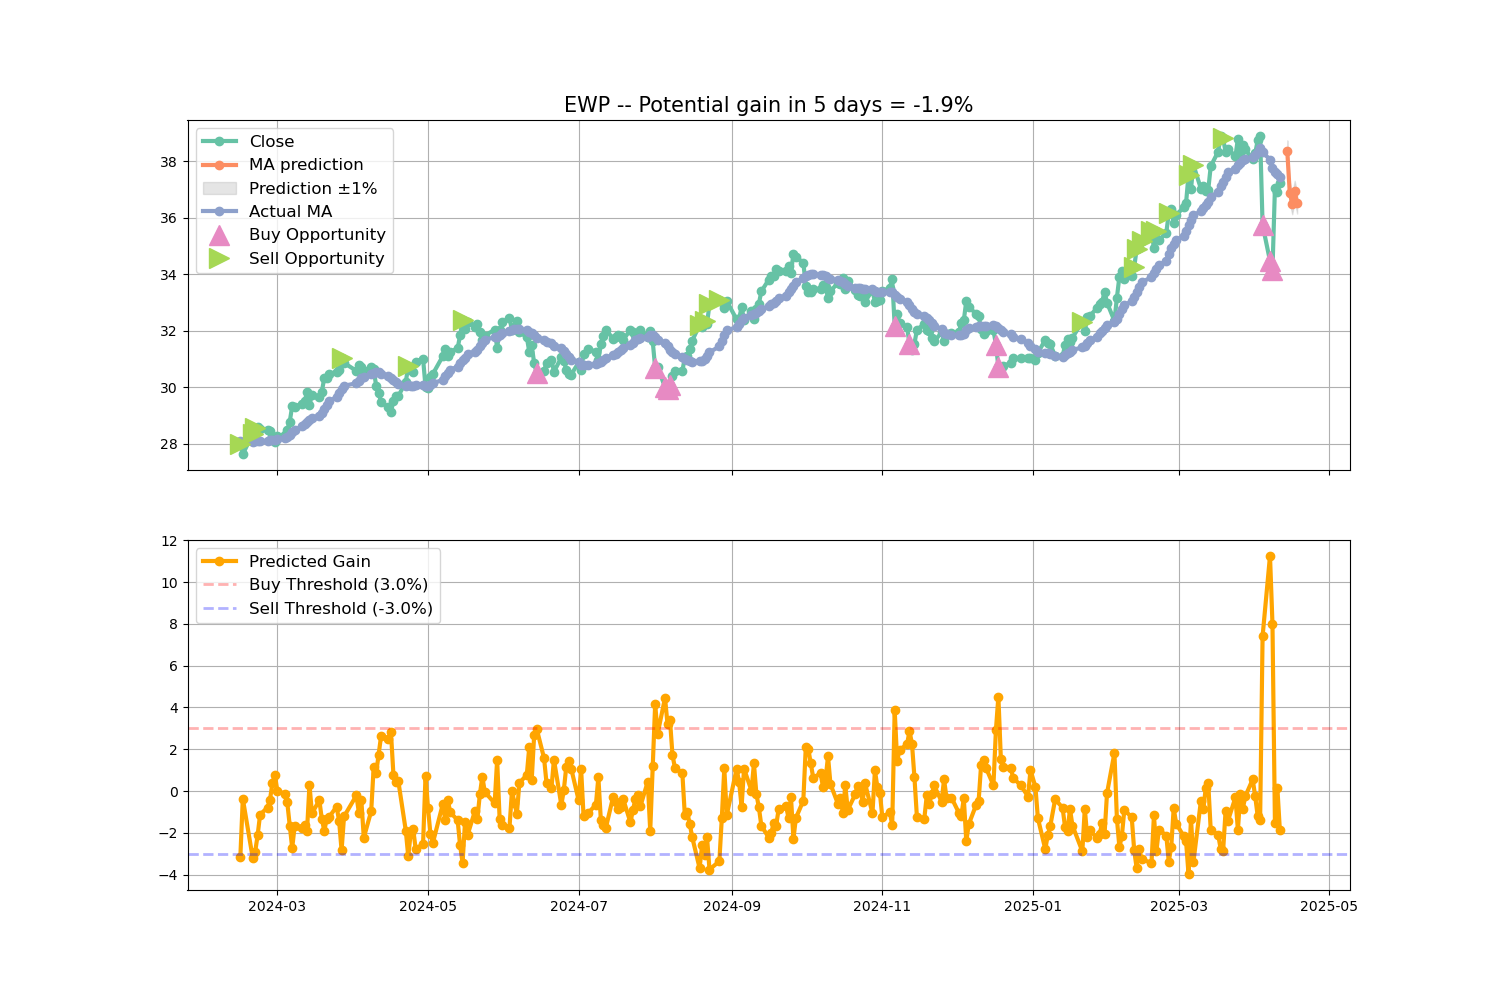 EWP -- Potential gain in 5 days = -1.9%
Close
MA prediction
Prediction ±1%
Actual MA
Buy Opportunity
Sell Opportunity
38
36
34
32
30
28
Predicted Gain
Buy Threshold (3.0%)
Sell Threshold (-3.0%)
12
10
8
6
4
2
0
−2
−4
2024-03 2024-05 2024-07 2024-09 2024-11 2025-01 2025-03 2025-05